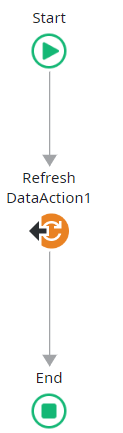 Start
Refresh
DataAction1
End